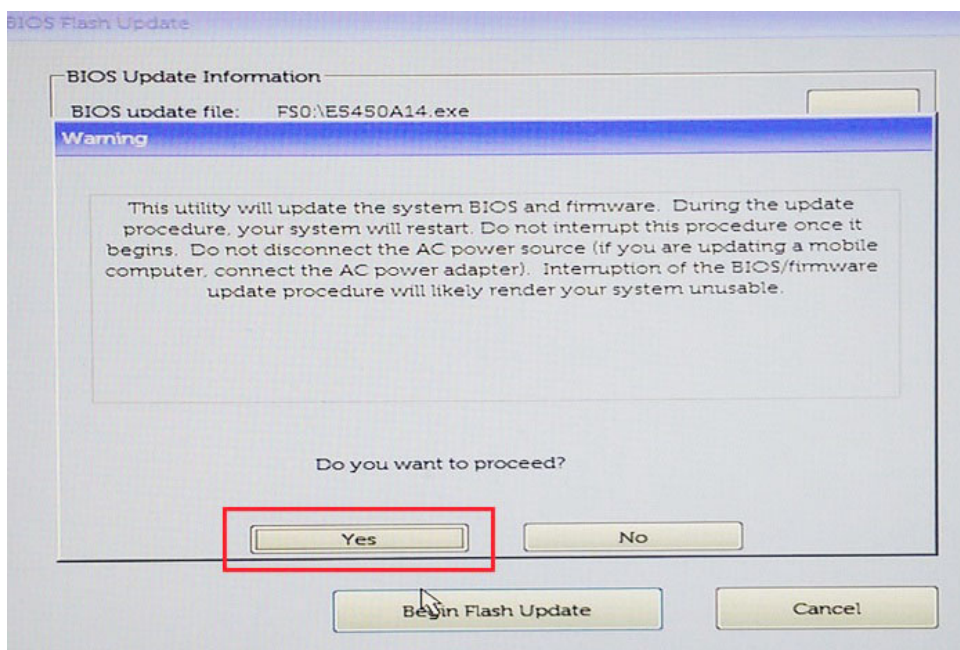 BIOS Flash Update
BIOS Update Information
BIOS update file: FS0:\E5450A14.exe
Warning
This utility will update the system BIOS and firmware. During the update
procedure, your system will restart. Do not interrupt this procedure once it
begins. Do not disconnect the AC power source (if you are updating a mobile
computer, connect the AC power adapter). Interruption of the BIOS/firmware
update procedure will likely render your system unusable.
Do you want to proceed?
Yes No
Begin Flash Update Cancel